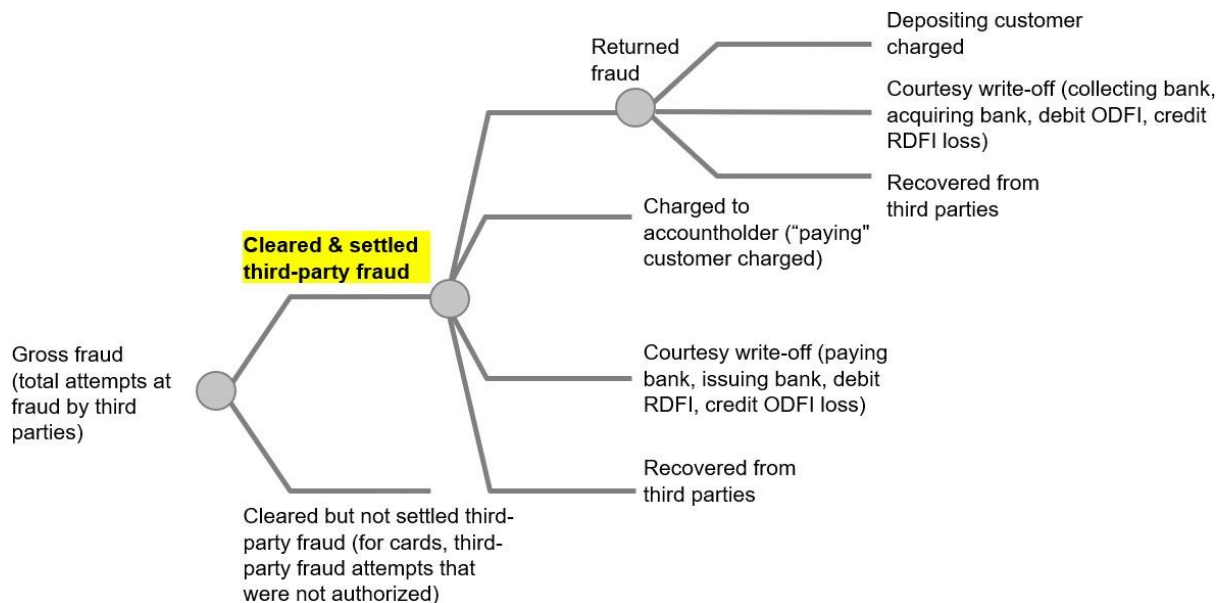 Depositing customer
charged
Returned
fraud
Courtesy write-off (collecting bank,
acquiring bank, debit ODFI, credit
RDFI loss)
Recovered from
third parties
Charged to
accountholder (“paying"
customer charged)
Cleared & settled
third-party fraud
Gross fraud
(total attempts at
fraud by third
parties)
Courtesy write-off (paying
bank, issuing bank, debit
RDFI, credit ODFI loss)
Recovered from
third parties
Cleared but not settled third-
party fraud (for cards, third-
party fraud attempts that
were not authorized)